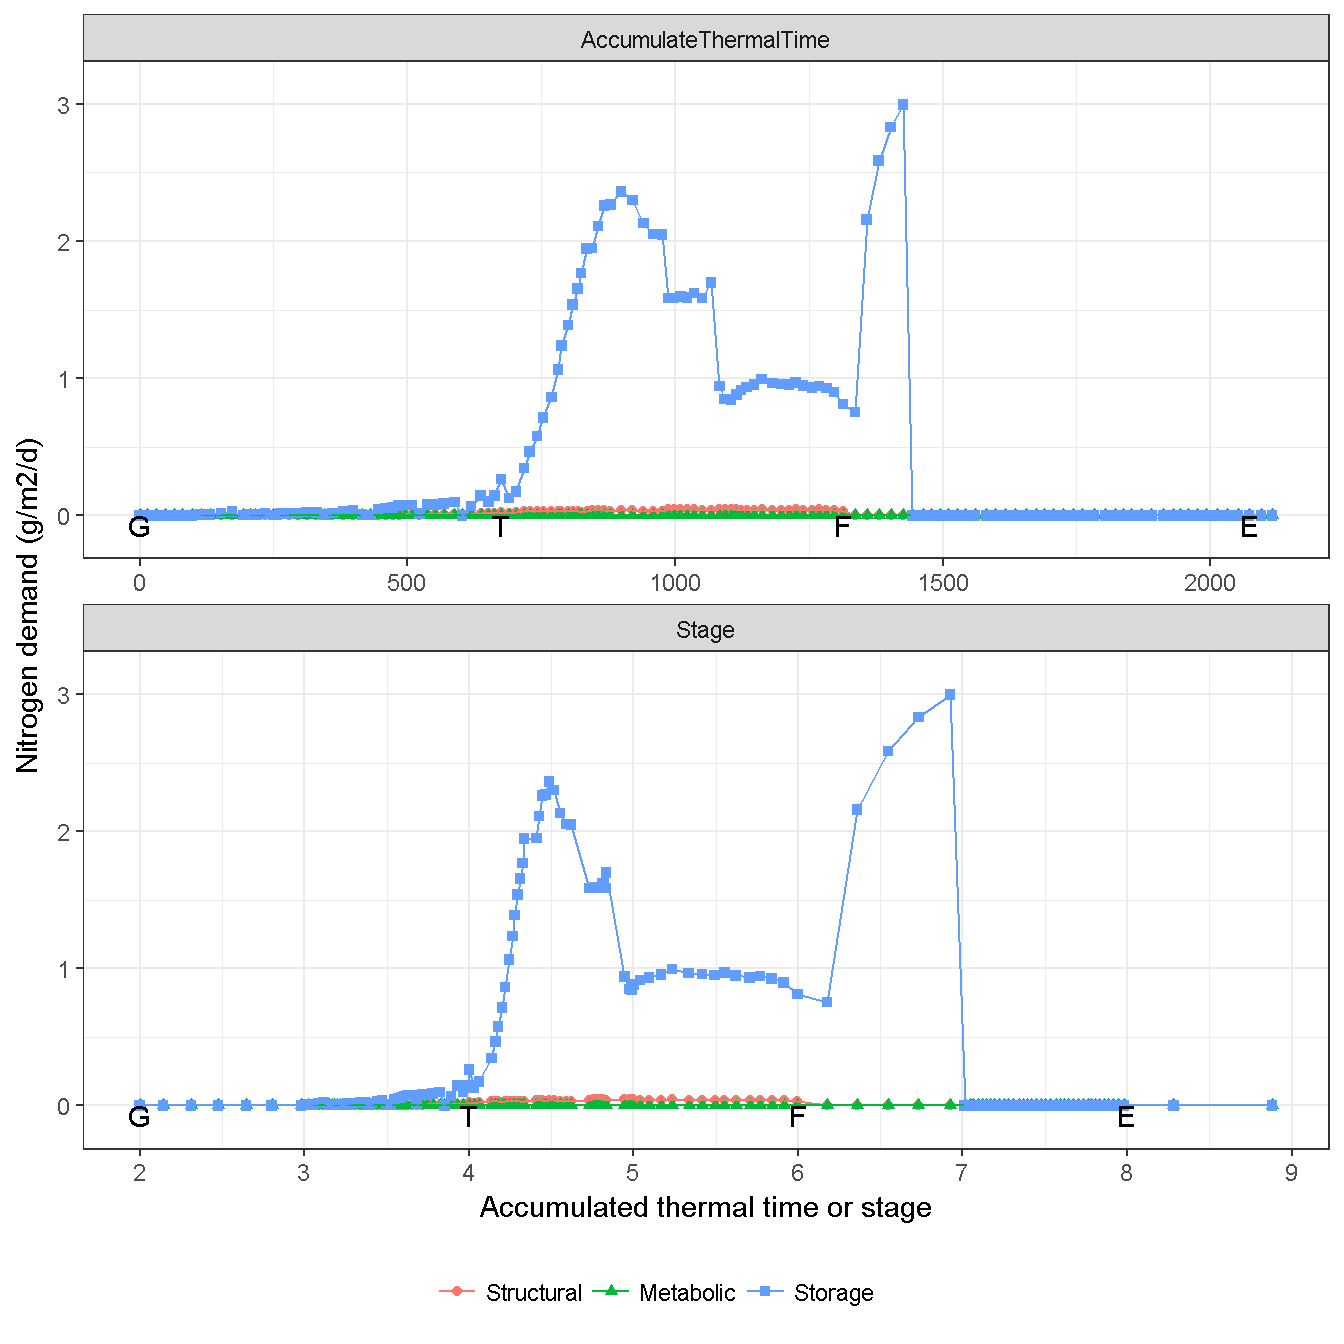 AccumulateThermalTime
3
2
1
0
G T F E
0 500 1000 1500 2000
Stage
3
2
1
0
G T F E
2 3 4 5 6 7 8 9
Nitrogen demand (g/m2/d)
Accumulated thermal time or stage
Structural Metabolic Storage